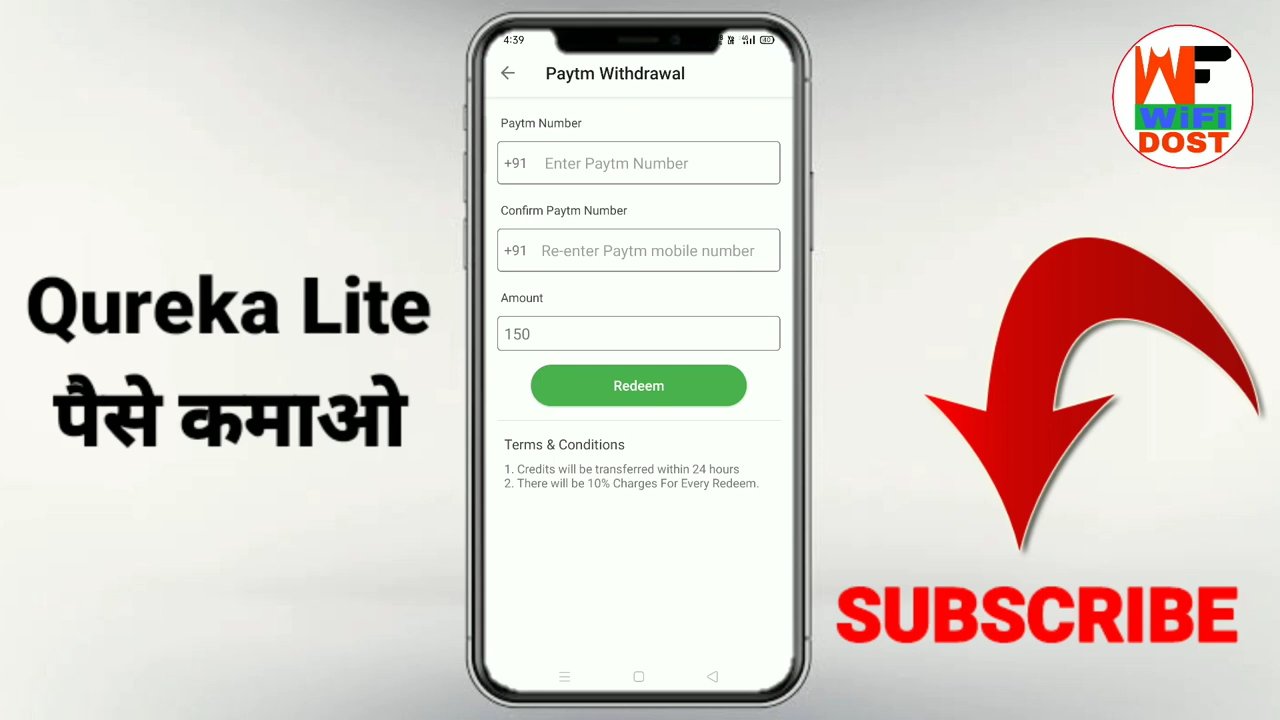 4:39
Paytm Withdrawal
Paytm Number
+91 Enter Paytm Number
Confirm Paytm Number
+91 Re-enter Paytm mobile number
Amount
150
Redeem
Terms & Conditions
1. Credits will be transferred within 24 hours
2. There will be 10% Charges For Every Redeem.
Qureka Lite
पैसे कमाओ
WF
WiFi
DOST
SUBSCRIBE